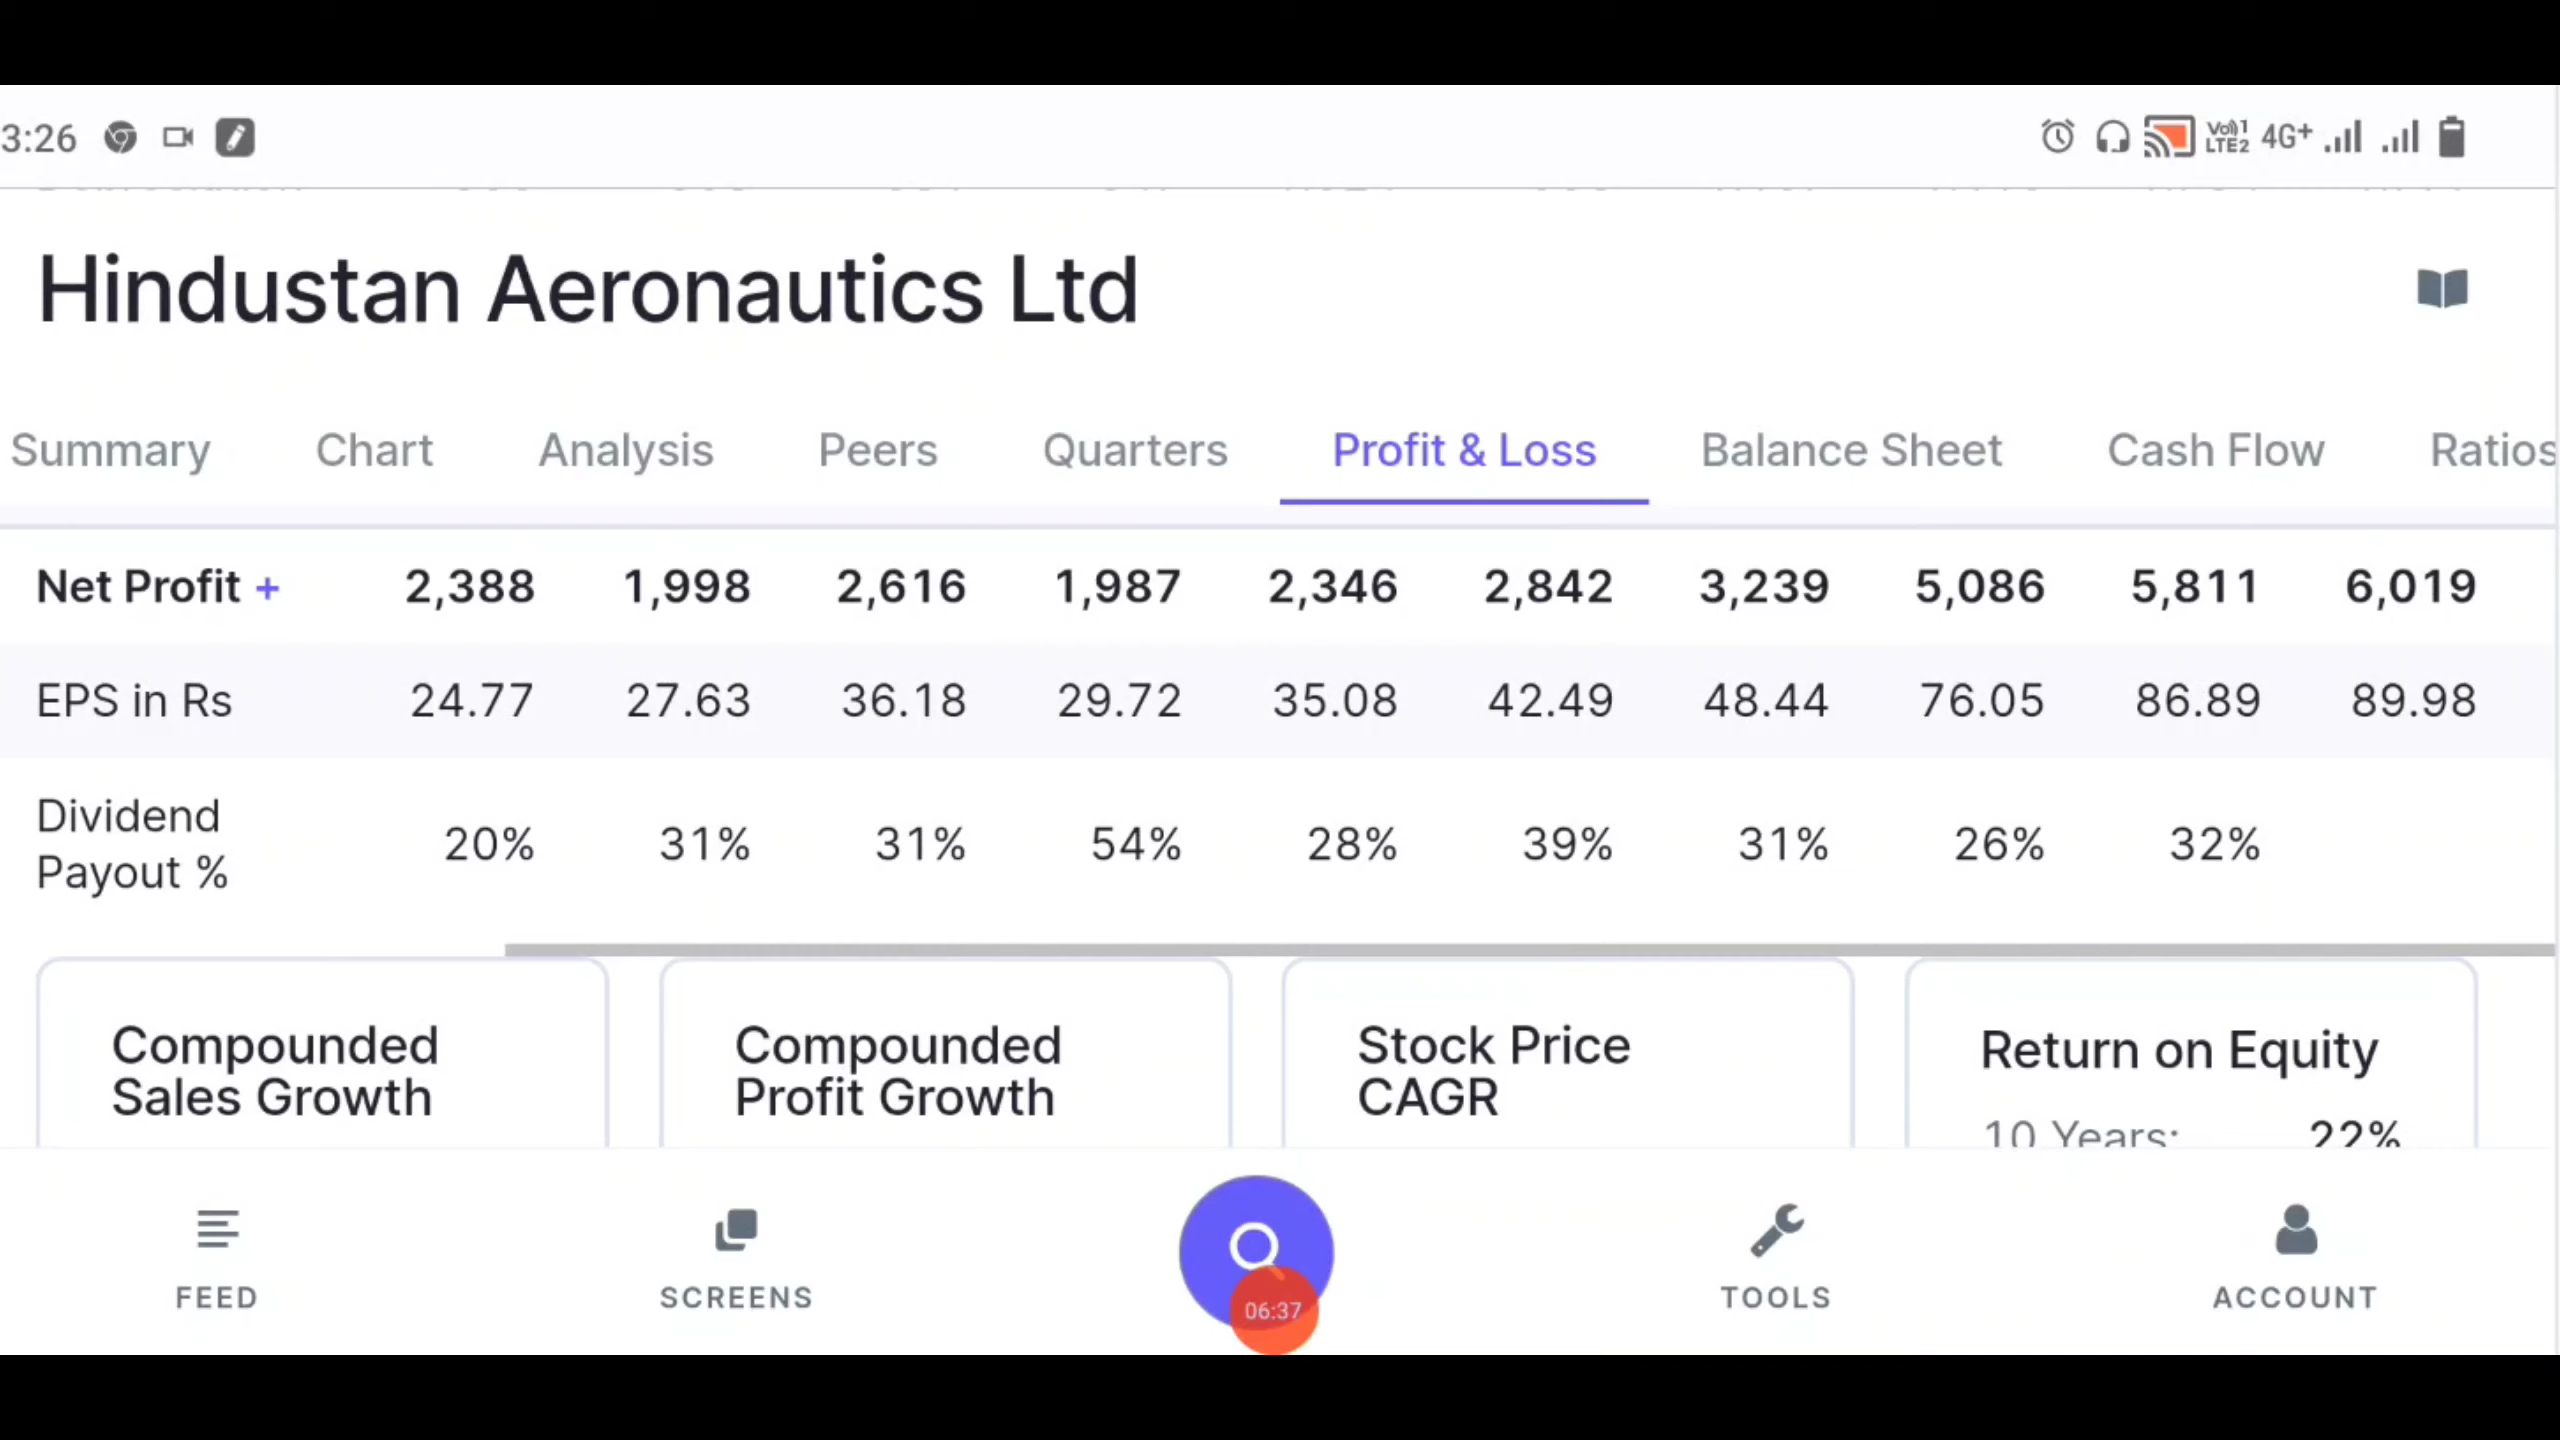 3:26 Vo))1 LTE2 4G+
Hindustan Aeronautics Ltd
Summary Chart Analysis Peers Quarters Profit & Loss Balance Sheet Cash Flow Ratios
Net Profit + 2,388 1,998 2,616 1,987 2,346 2,842 3,239 5,086 5,811 6,019
EPS in Rs 24.77 27.63 36.18 29.72 35.08 42.49 48.44 76.05 86.89 89.98
Dividend
Payout % 20% 31% 31% 54% 28% 39% 31% 26% 32%
Compounded
Sales Growth
Compounded
Profit Growth
Stock Price
CAGR
Return on Equity
10 Years: 22%
FEED SCREENS 06:37 TOOLS ACCOUNT